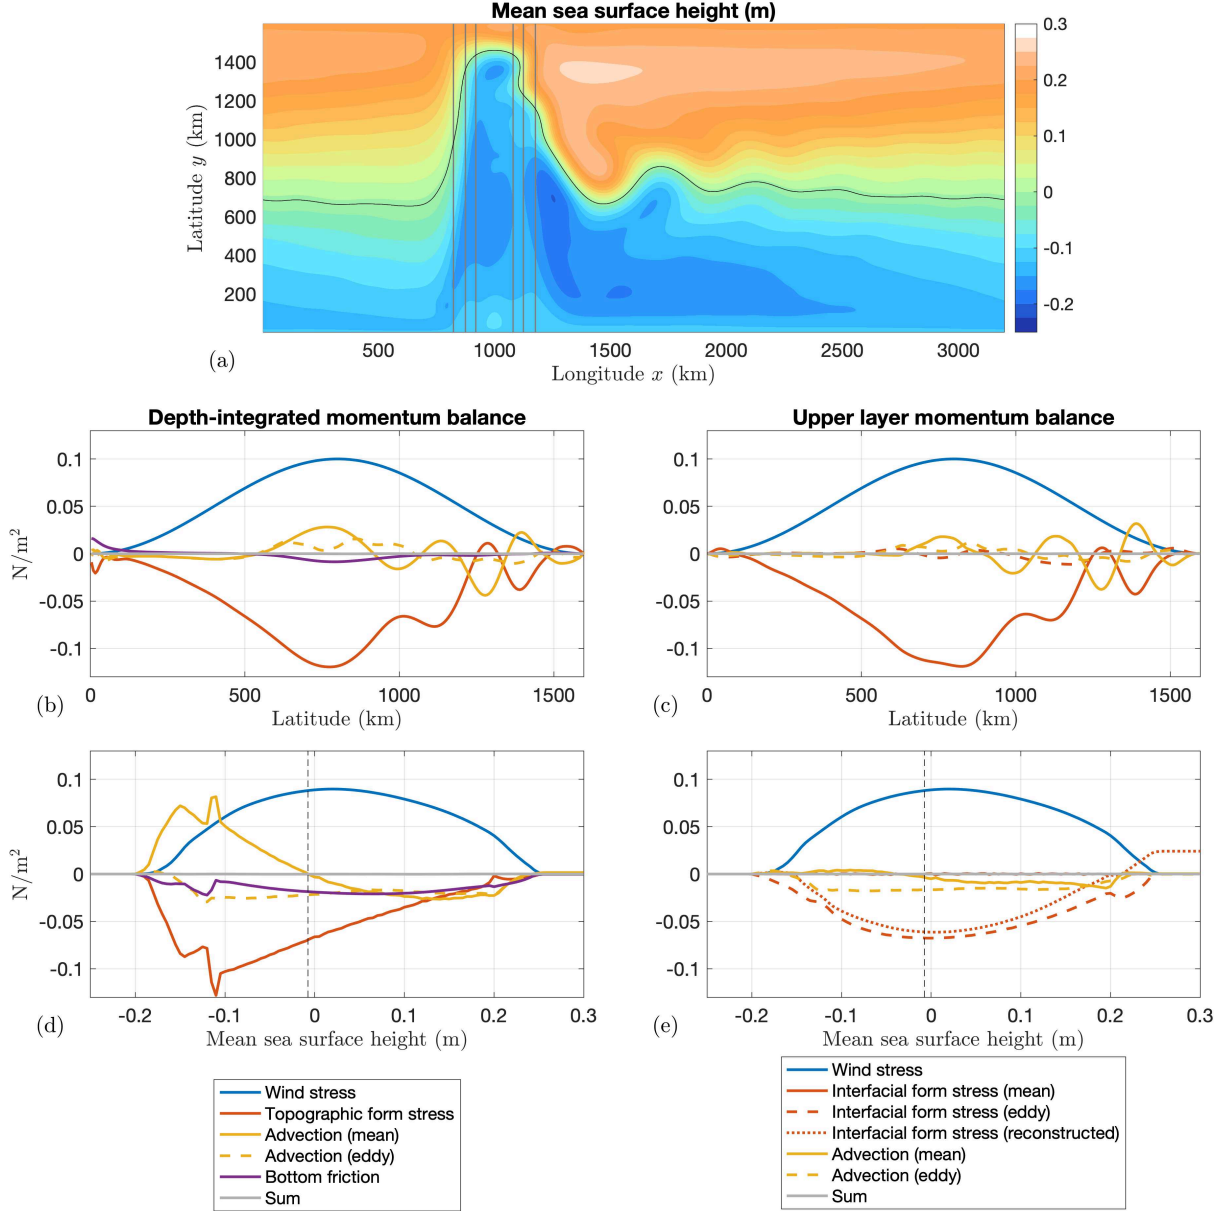 Mean sea surface height (m)
Latitude y (km)
1400
1200
1000
800
600
400
200
0.3
0.2
0.1
0
-0.1
-0.2
500
1000
1500
2000
2500
3000
(a)
Longitude x (km)
Depth-integrated momentum balance
N/m²
0.1
0.05
0
-0.05
-0.1
0
500
1000
1500
(b)
Latitude (km)
Upper layer momentum balance
0.1
0.05
0
-0.05
-0.1
0
500
1000
1500
(c)
Latitude (km)
N/m²
0.1
0.05
0
-0.05
-0.1
-0.2
-0.1
0
0.1
0.2
0.3
(d)
Mean sea surface height (m)
0.1
0.05
0
-0.05
-0.1
-0.2
-0.1
0
0.1
0.2
0.3
(e)
Mean sea surface height (m)
Wind stress
Topographic form stress
Advection (mean)
Advection (eddy)
Bottom friction
Sum
Wind stress
Interfacial form stress (mean)
Interfacial form stress (eddy)
Interfacial form stress (reconstructed)
Advection (mean)
Advection (eddy)
Sum